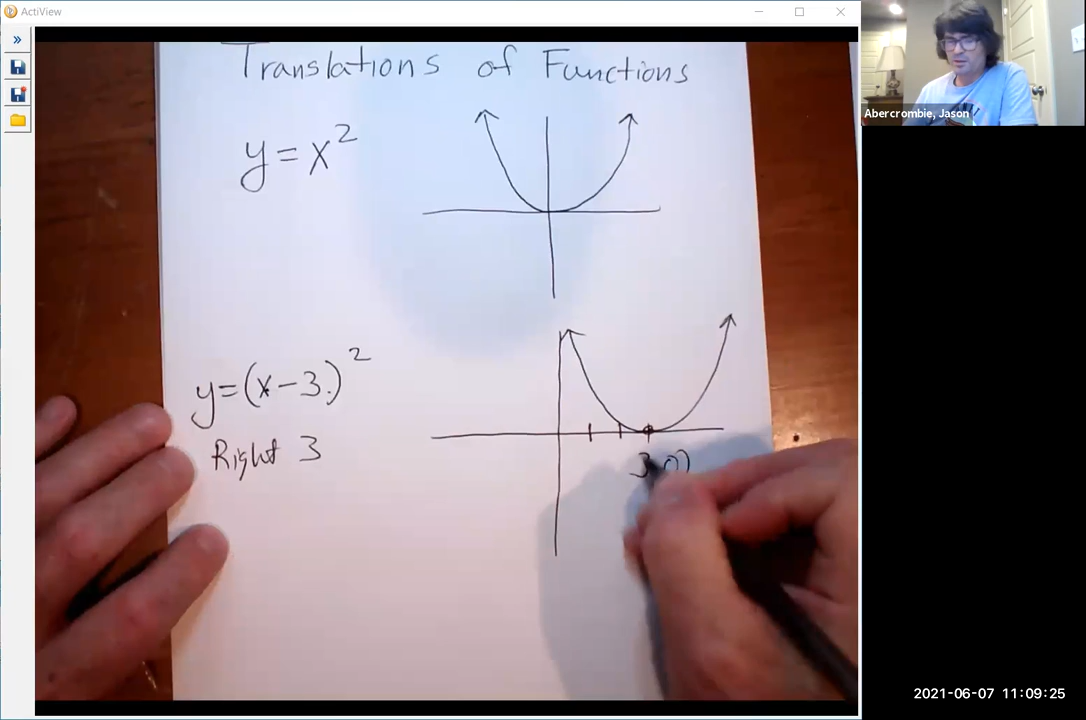 ActiView
»
Translations of Functions
y = x²
y = (x - 3)²
Right 3
Abercrombie, Jason
2021-06-07 11:09:25